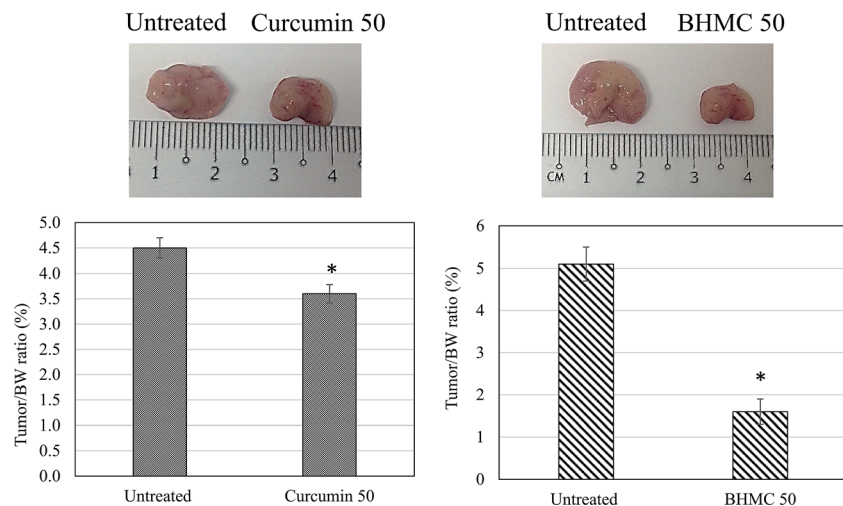 Untreated Curcumin 50
1 2 3 4
Tumor/BW ratio (%)
5.0
4.5
4.0
3.5
3.0
2.5
2.0
1.5
1.0
0.5
0.0
*
Untreated Curcumin 50
Untreated BHMC 50
CM 1 2 3 4
Tumor/BW ratio (%)
6
5
4
3
2
1
0
*
Untreated BHMC 50